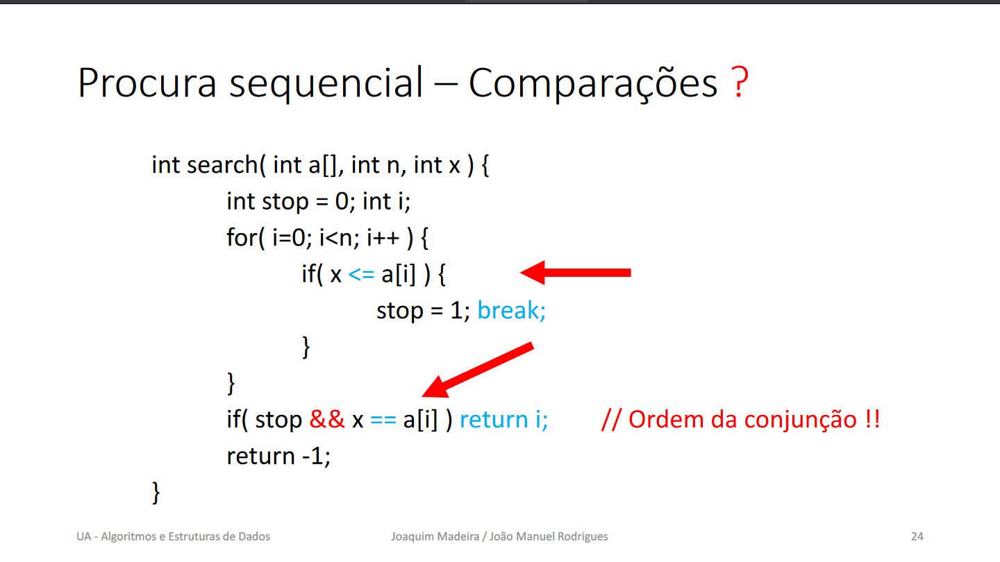 Procura sequencial – Comparações ?
int search( int a[], int n, int x ) {
int stop = 0; int i;
for( i=0; i<n; i++ ) {
if( x <= a[i] ) {
stop = 1; break;
}
}
if( stop && x == a[i] ) return i; // Ordem da conjunção !!
return -1;
}
UA - Algoritmos e Estruturas de Dados Joaquim Madeira / João Manuel Rodrigues 24